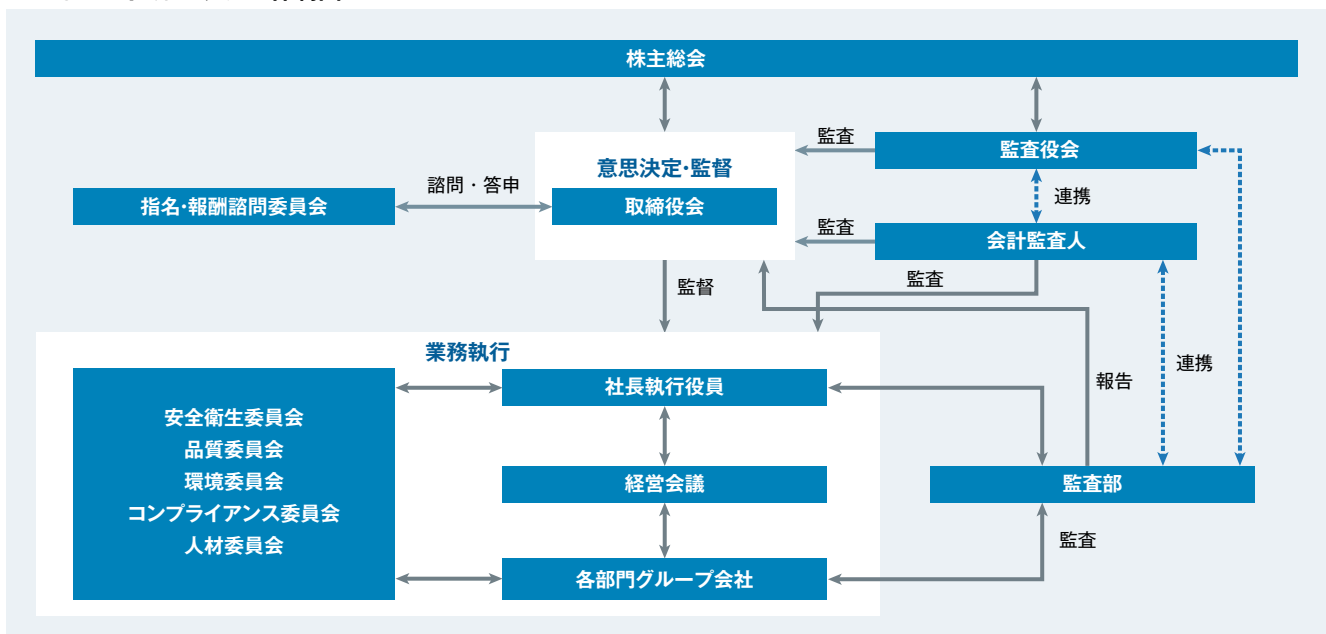 株主総会
監査
監査役会
意思決定・監督
諮問・答申
連携
指名・報酬諮問委員会
取締役会
監査
会計監査人
監督
監査
業務執行
連携
報告
社長執行役員
安全衛生委員会
品質委員会
環境委員会
コンプライアンス委員会
人材委員会
経営会議
監査部
監査
各部門グループ会社